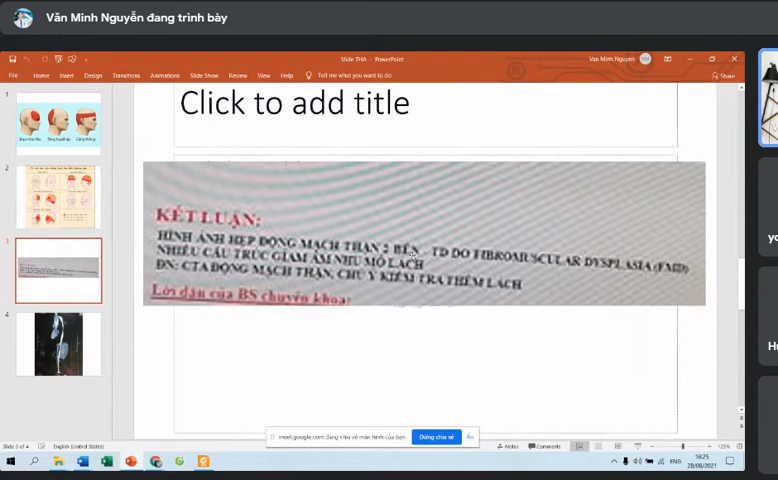 Văn Minh Nguyễn đang trình bày
Slide THA - PowerPoint
Van Minh Nguyen
VM
File Home Insert Design Transitions Animations Slide Show Review View Help Tell me what you want to do
Share
1
2
3
4
Click to add title
KẾT LUẬN:
HÌNH ẢNH HẸP ĐỘNG MẠCH THẬN 2 BÊN - TD DO FIBROMUSCULAR DYSPLASIA (FMD)
NHIỀU CẤU TRÚC GIẢM ÂM NHU MÔ LÁCH
ĐN: CTA ĐỘNG MẠCH THẬN, CHÚ Ý KIỂM TRA THÊM LÁCH
Lời dặn của BS chuyên khoa:
meet.google.com đang chia sẻ màn hình của bạn.
Dừng chia sẻ
Ẩn
Slide 3 of 4
English (United States)
Notes
Comments
125%
ENG
16:25
28/08/2021